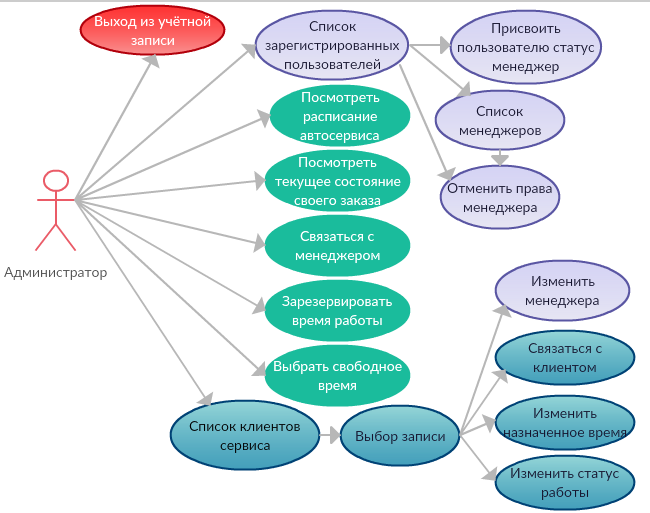 Выход из учётной
записи
Список
зарегистрированных
пользователей
Присвоить
пользователю статус
менеджер
Посмотреть
расписание
автосервиса
Список
менеджеров
Посмотреть
текущее состояние
своего заказа
Отменить права
менеджера
Администратор
Связаться с
менеджером
Зарезервировать
время работы
Выбрать свободное
время
Изменить
менеджера
Связаться с
клиентом
Список клиентов
сервиса
Выбор записи
Изменить
назначенное время
Изменить статус
работы